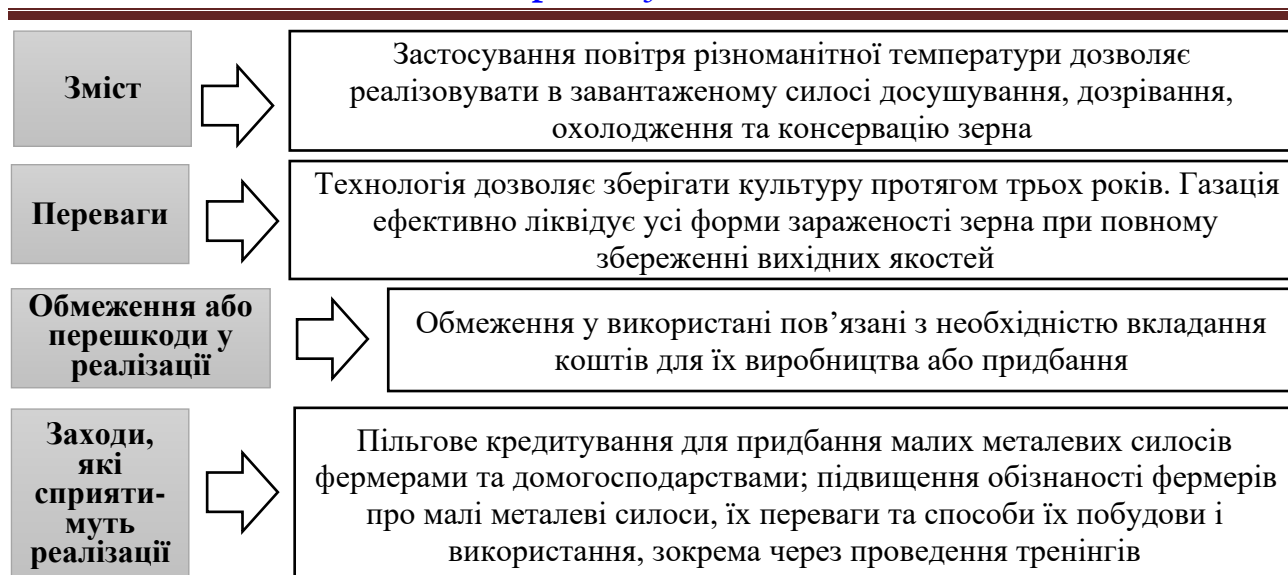 Зміст
Застосування повітря різноманітної температури дозволяє
реалізовувати в завантаженому силосі досушування, дозрівання,
охолодження та консервацію зерна
Переваги
Технологія дозволяє зберігати культуру протягом трьох років. Газація
ефективно ліквідує усі форми зараженості зерна при повному
збереженні вихідних якостей
Обмеження або
перешкоди у
реалізації
Обмеження у використані пов’язані з необхідністю вкладання
коштів для їх виробництва або придбання
Заходи,
які
сприяти-
муть
реалізації
Пільгове кредитування для придбання малих металевих силосів
фермерами та домогосподарствами; підвищення обізнаності фермерів
про малі металеві силоси, їх переваги та способи їх побудови і
використання, зокрема через проведення тренінгів